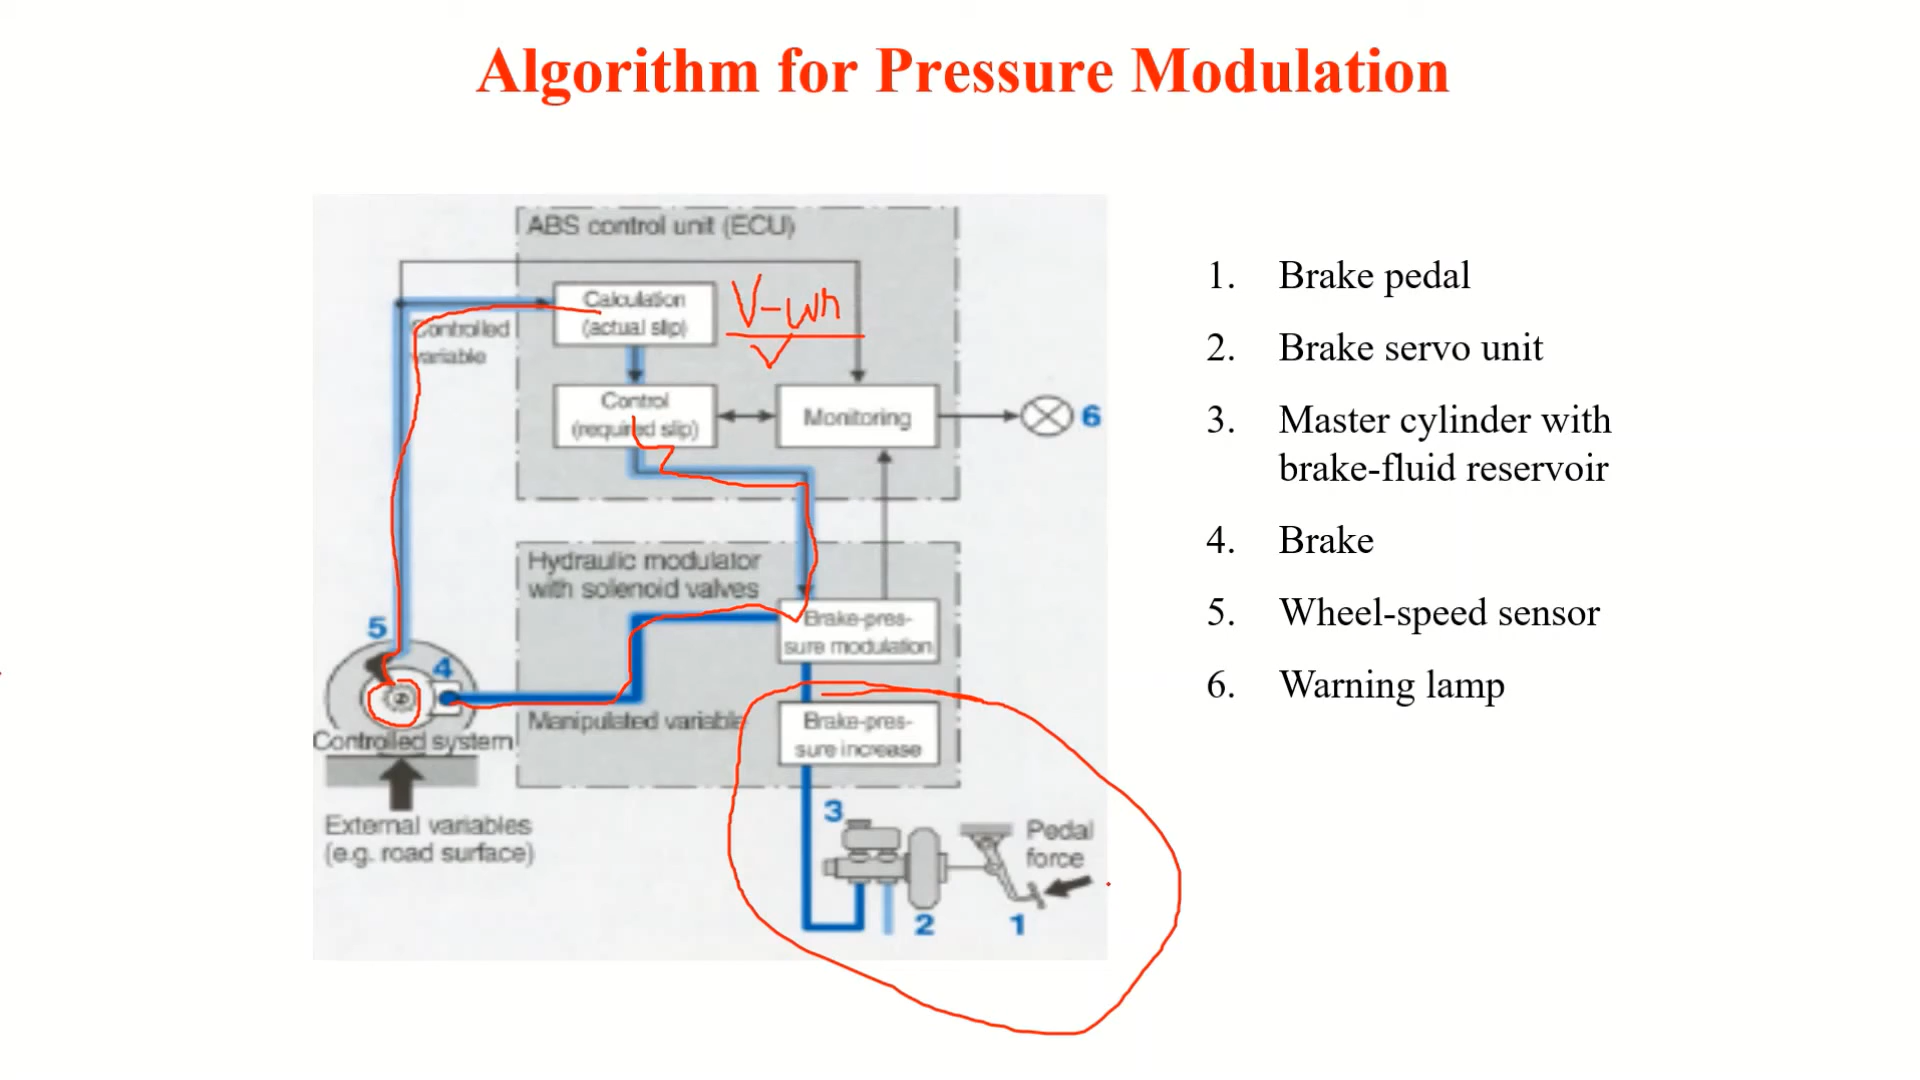 Algorithm for Pressure Modulation
ABS control unit (ECU)
Calculation
(actual slip)
V-ωr
V
Controlled
variable
Control
(required slip)
Monitoring
6
Hydraulic modulator
with solenoid valves
Brake-pres-
sure modulation
5
4
Manipulated variable
Brake-pres-
sure increase
Controlled system
External variables
(e.g. road surface)
3
Pedal
force
2
1
1. Brake pedal
2. Brake servo unit
3. Master cylinder with
brake-fluid reservoir
4. Brake
5. Wheel-speed sensor
6. Warning lamp